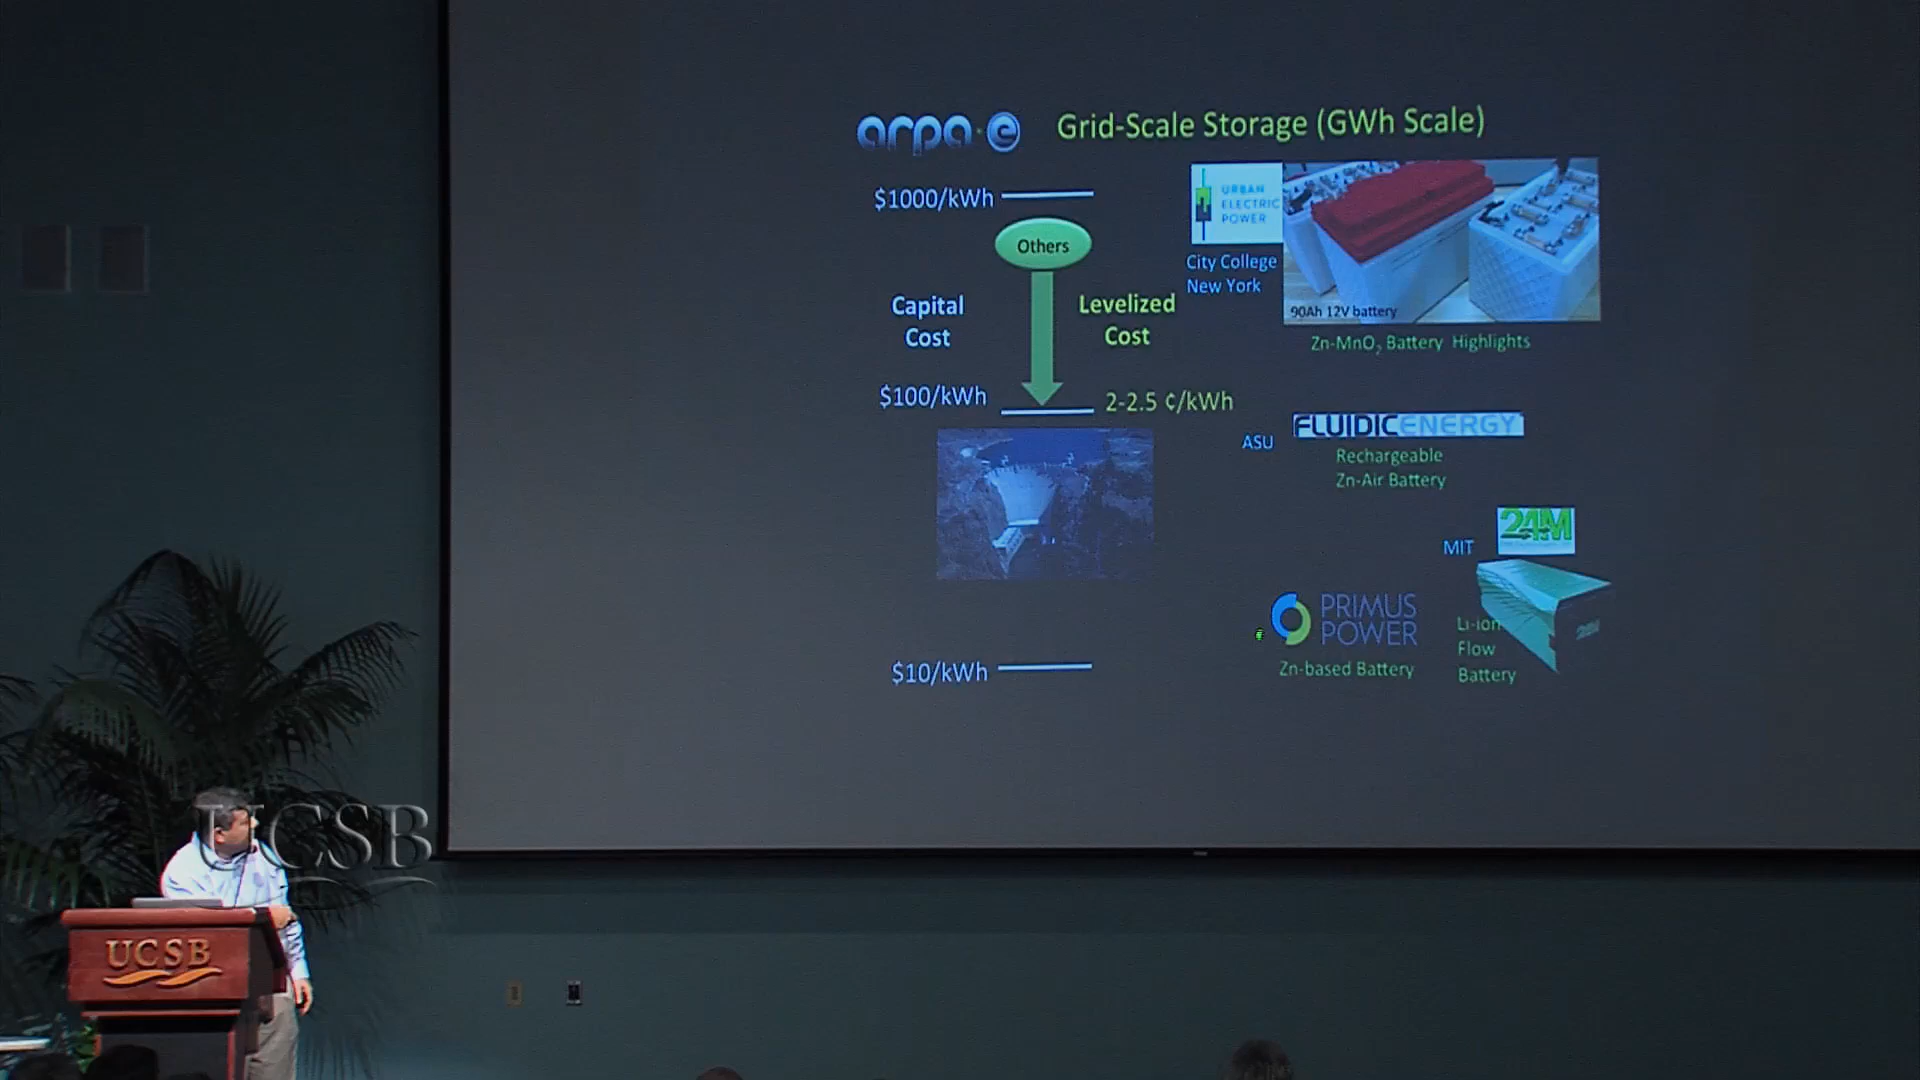 arpa·e
Grid-Scale Storage (GWh Scale)
$1000/kWh
Others
Capital
Cost
Levelized
Cost
$100/kWh
2-2.5 ¢/kWh
$10/kWh
URBAN
ELECTRIC
POWER
City College
New York
90Ah 12V battery
Zn-MnO₂ Battery Highlights
ASU
FLUIDICENERGY
Rechargeable
Zn-Air Battery
MIT
24M
PRIMUS
POWER
Zn-based Battery
Li-ion
Flow
Battery
24M
UCSB
UCSB